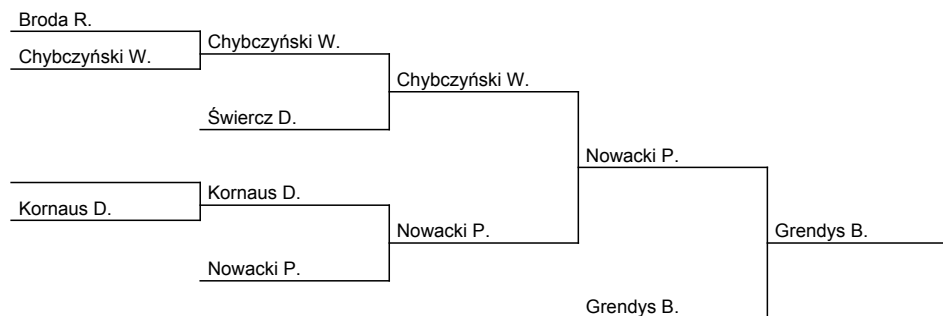 Broda R.
Chybczyński W.
Chybczyński W.
Chybczyński W.
Świercz D.
Nowacki P.
Kornaus D.
Kornaus D.
Nowacki P.
Grendys B.
Nowacki P.
Grendys B.